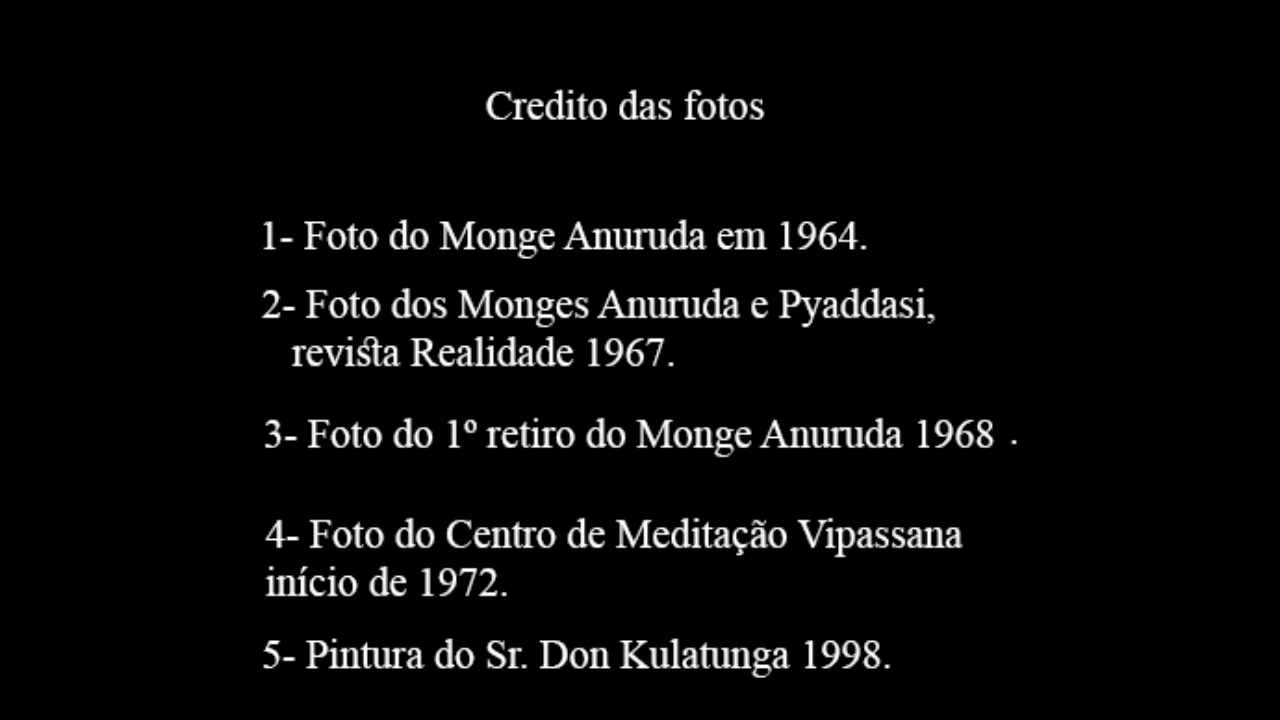 Credito das fotos
1- Foto do Monge Anuruda em 1964.
2- Foto dos Monges Anuruda e Pyaddasi,
revista Realidade 1967.
3- Foto do 1º retiro do Monge Anuruda 1968 .
4- Foto do Centro de Meditação Vipassana
início de 1972.
5- Pintura do Sr. Don Kulatunga 1998.